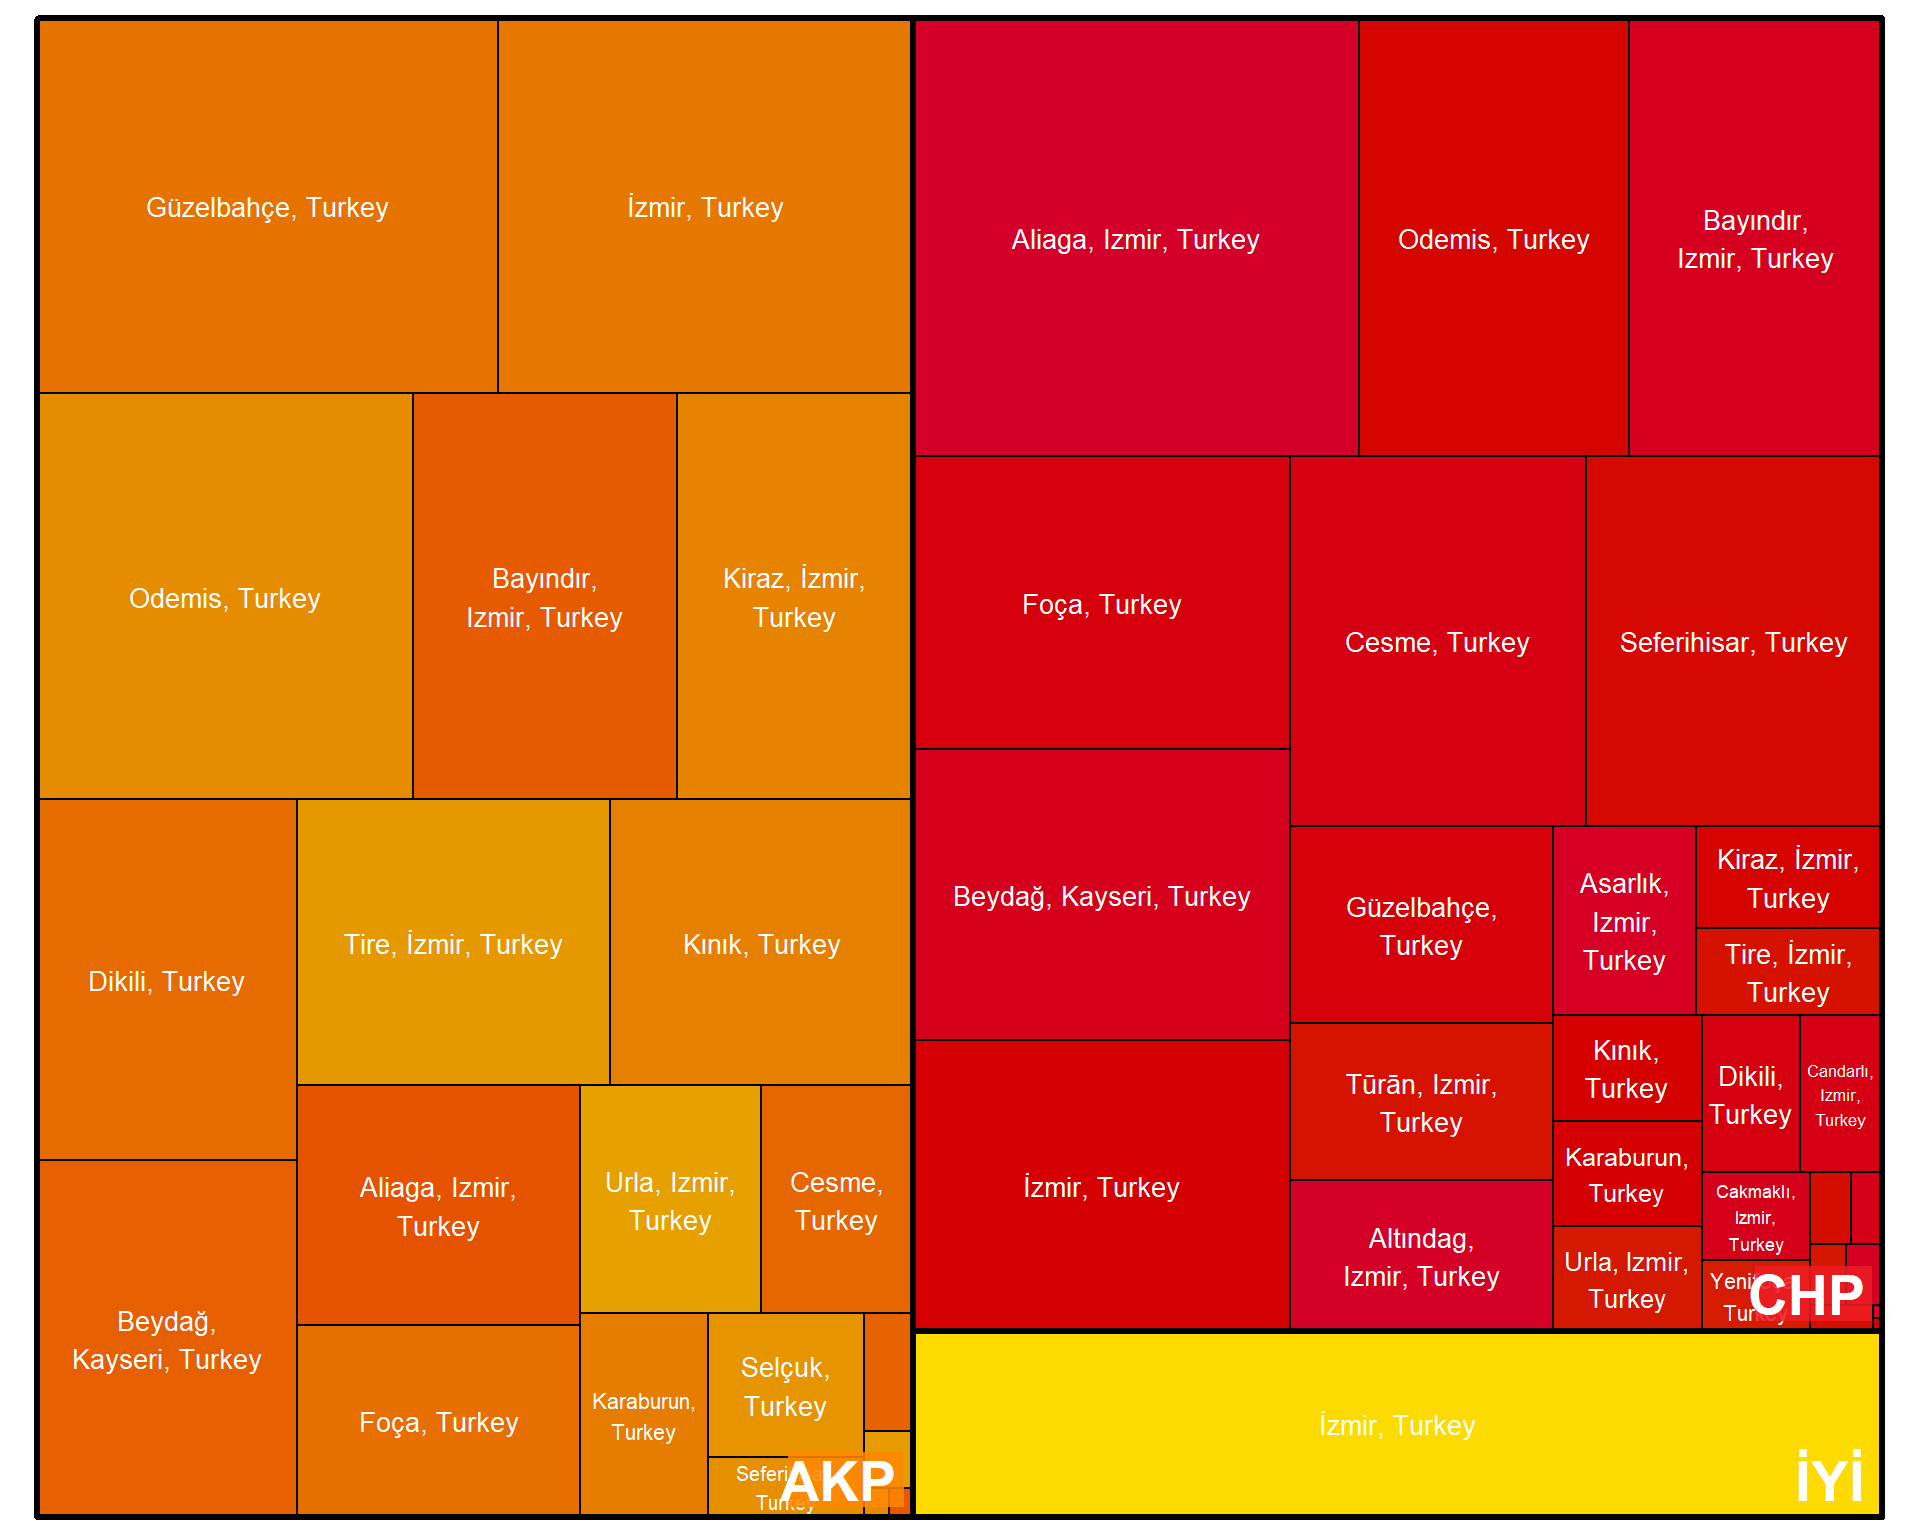 Güzelbahçe, Turkey
İzmir, Turkey
Odemis, Turkey
Bayındır,
Izmir, Turkey
Kiraz, İzmir,
Turkey
Dikili, Turkey
Tire, İzmir, Turkey
Kınık, Turkey
Beydağ,
Kayseri, Turkey
Aliaga, Izmir,
Turkey
Urla, Izmir,
Turkey
Cesme,
Turkey
Foça, Turkey
Karaburun,
Turkey
Selçuk,
Turkey
Turkey
AKP
Aliaga, Izmir, Turkey
Odemis, Turkey
Bayındır,
Izmir, Turkey
Foça, Turkey
Cesme, Turkey
Seferihisar, Turkey
Beydağ, Kayseri, Turkey
Güzelbahçe,
Turkey
Asarlık,
Izmir,
Turkey
Kiraz, İzmir,
Turkey
Tire, İzmir,
Turkey
İzmir, Turkey
Tūrān, Izmir,
Turkey
Kınık,
Turkey
Dikili,
Turkey
Candarlı,
Izmir,
Turkey
Altındag,
Izmir, Turkey
Karaburun,
Turkey
Cakmaklı,
Izmir,
Turkey
Urla, Izmir,
Turkey
Turkey
CHP
İzmir, Turkey
İYİ